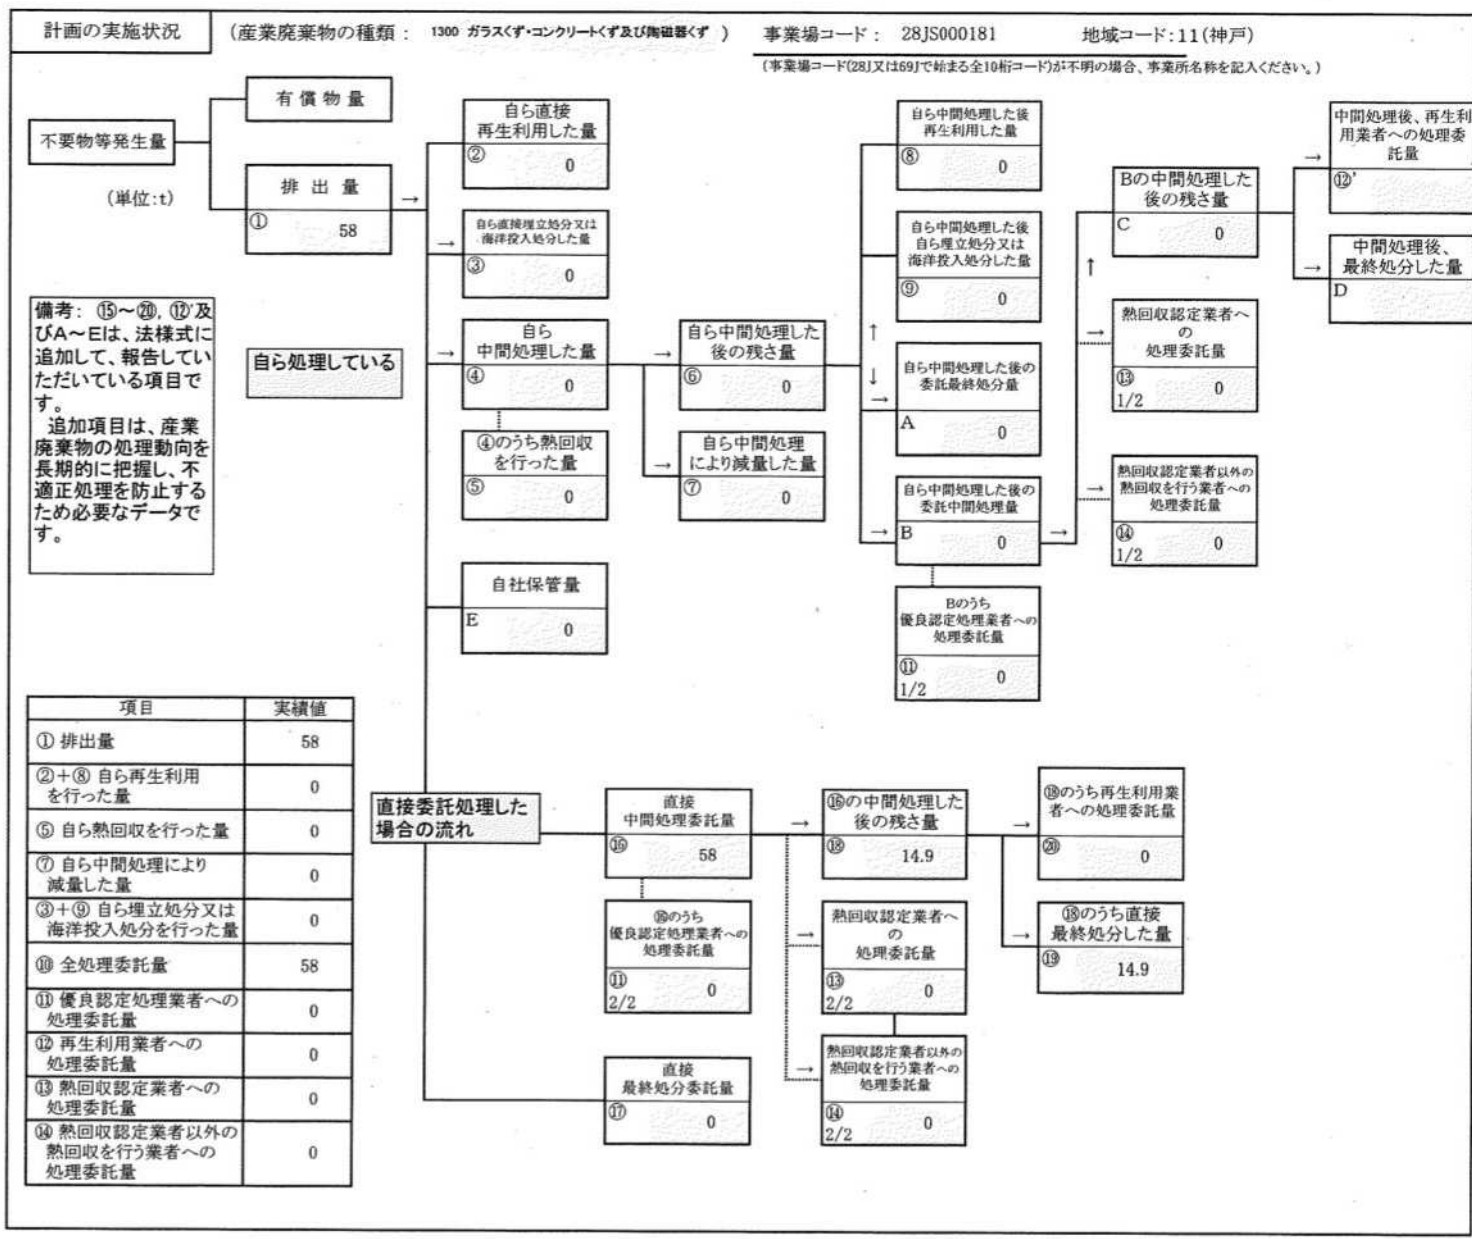 計画の実施状況
(産業廃棄物の種類： 1300 ガラスくず・コンクリートくず及び陶磁器くず )
事業場コード： 28JS000181
地域コード：11(神戸)
(事業場コード(28J又は69Jで始まる全10桁コード)が不明の場合、事業所名称を記入ください。)
不要物等発生量
(単位:t)
有償物量
排出量
① 58
自ら直接
再生利用した量
② 0
自ら直接埋立処分又は
海洋投入処分した量
③ 0
自ら
中間処理した量
④ 0
④のうち熱回収
を行った量
⑤ 0
自社保管量
E 0
自ら中間処理した
後の残さ量
⑥ 0
自ら中間処理
により減量した量
⑦ 0
自ら中間処理した後
再生利用した量
⑧ 0
自ら中間処理した後
自ら埋立処分又は
海洋投入処分した量
⑨ 0
自ら中間処理した後の
委託最終処分量
A 0
自ら中間処理した後の
委託中間処理量
B 0
Bのうち
優良認定処理業者への
処理委託量
⑪ 0
1/2
Bの中間処理した
後の残さ量
C 0
熱回収認定業者へ
の
処理委託量
⑬ 0
1/2
熱回収認定業者以外の
熱回収を行う業者への
処理委託量
⑭ 0
1/2
中間処理後、再生利
用業者への処理委
託量
⑫'
中間処理後、
最終処分した量
D
備考： ⑮～⑳, ⑫'及
びA～Eは、法様式に
追加して、報告してい
ただいている項目で
す。
追加項目は、産業
廃棄物の処理動向を
長期的に把握し、不
適正処理を防止する
ため必要なデータで
す。
自ら処理している
項目 実績値
① 排出量 58
②＋⑧ 自ら再生利用
を行った量 0
⑤ 自ら熱回収を行った量 0
⑦ 自ら中間処理により
減量した量 0
③＋⑨ 自ら埋立処分又は
海洋投入処分を行った量 0
⑩ 全処理委託量 58
⑪ 優良認定処理業者への
処理委託量 0
⑫ 再生利用業者への
処理委託量 0
⑬ 熱回収認定業者への
処理委託量 0
⑭ 熱回収認定業者以外の
熱回収を行う業者への
処理委託量 0
直接委託処理した
場合の流れ
直接
中間処理委託量
⑯ 58
⑯のうち
優良認定処理業者への
処理委託量
⑪ 0
2/2
直接
最終処分委託量
⑰ 0
⑯の中間処理した
後の残さ量
⑱ 14.9
熱回収認定業者へ
の
処理委託量
⑬ 0
2/2
熱回収認定業者以外の
熱回収を行う業者への
処理委託量
⑭ 0
2/2
⑱のうち再生利用業
者への処理委託量
⑳ 0
⑱のうち直接
最終処分した量
⑲ 14.9